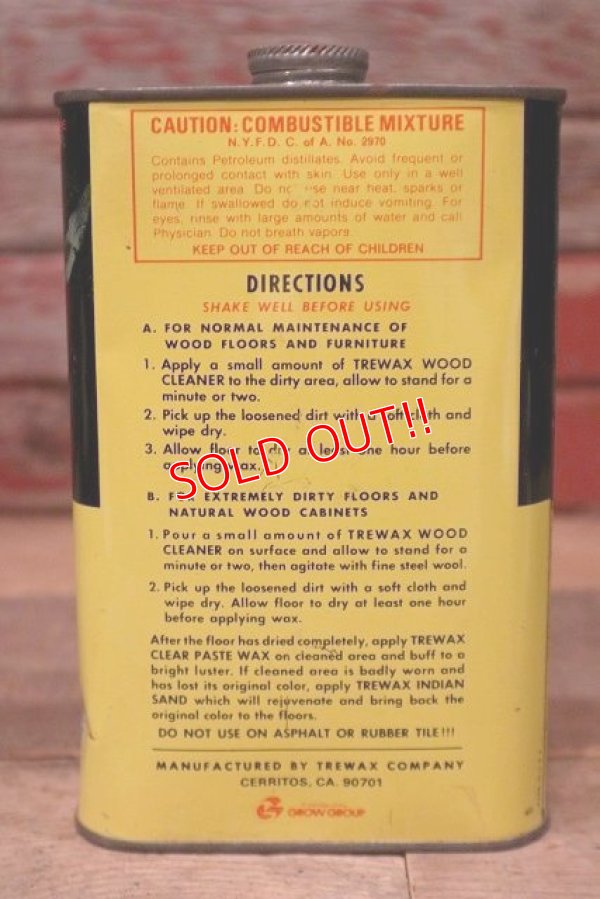 CAUTION: COMBUSTIBLE MIXTURE
N.Y.F.D. C. of A. No. 2970
Contains Petroleum distillates. Avoid frequent or
prolonged contact with skin. Use only in a well
ventilated area. Do near heat, sparks or
flame. If swallowed do not induce vomiting. For
eyes, rinse with large amounts of water and call
Physician. Do not breath vapors.
KEEP OUT OF REACH OF CHILDREN
DIRECTIONS
SHAKE WELL BEFORE USING
A. FOR NORMAL MAINTENANCE OF
WOOD FLOORS AND FURNITURE
1. Apply a small amount of TREWAX WOOD
CLEANER to the dirty area, allow to stand for a
minute or two.
2. Pick up the loosened dirt with a soft cloth and
wipe dry.
3. Allow floor to dry at least one hour before
applying wax.
SOLD OUT!!
B. FOR EXTREMELY DIRTY FLOORS AND
NATURAL WOOD CABINETS
1. Pour a small amount of TREWAX WOOD
CLEANER on surface and allow to stand for a
minute or two, then agitate with fine steel wool.
2. Pick up the loosened dirt with a soft cloth and
wipe dry. Allow floor to dry at least one hour
before applying wax.
After the floor has dried completely, apply TREWAX
CLEAR PASTE WAX on cleaned area and buff to a
bright luster. If cleaned area is badly worn and
has lost its original color, apply TREWAX INDIAN
SAND which will rejuvenate and bring back the
original color to the floors.
DO NOT USE ON ASPHALT OR RUBBER TILE!!!
MANUFACTURED BY TREWAX COMPANY
CERRITOS, CA. 90701
GROW GROUP